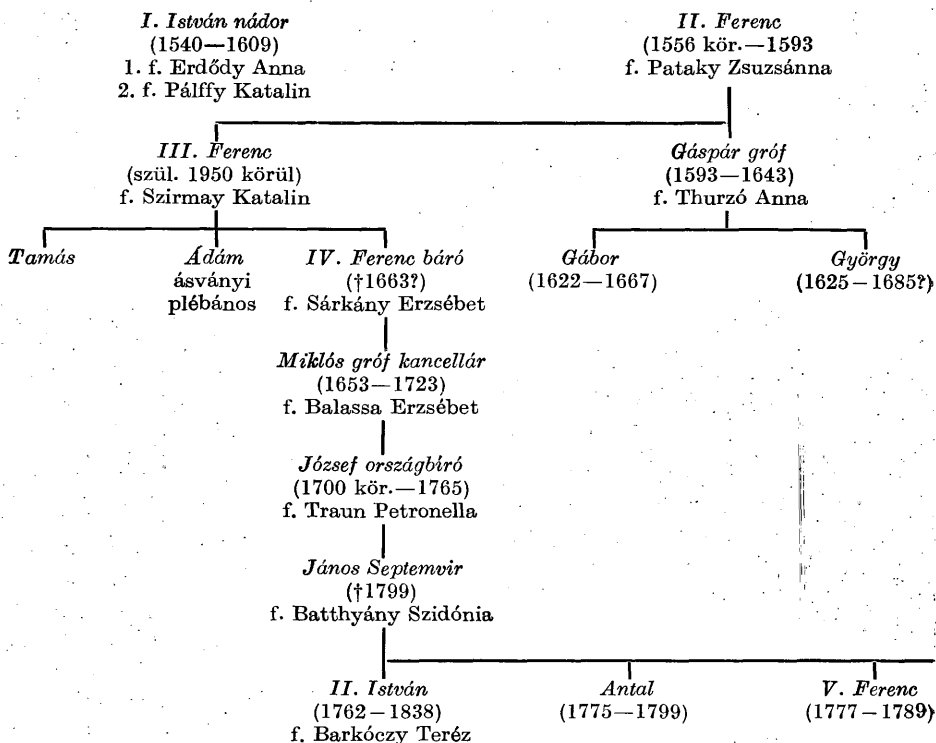 I. István nádor
(1540—1609)
1. f. Erdődy Anna
2. f. Pálffy Katalin
II. Ferenc
(1556 kör.—1593
f. Pataky Zsuzsánna
III. Ferenc
(szül. 1950 körül)
f. Szirmay Katalin
Gáspár gróf
(1593—1643)
f. Thurzó Anna
Tamás
Ádám
ásványi
plébános
IV. Ferenc báró
(†1663?)
f. Sárkány Erzsébet
Gábor
(1622—1667)
György
(1625—1685?)
Miklós gróf kancellár
(1653—1723)
f. Balassa Erzsébet
József országbíró
(1700 kör.—1765)
f. Traun Petronella
János Septemvir
(†1799)
f. Batthyány Szidónia
II. István
(1762–1838)
f. Barkóczy Teréz
Antal
(1775—1799)
V. Ferenc
(1777–1789)